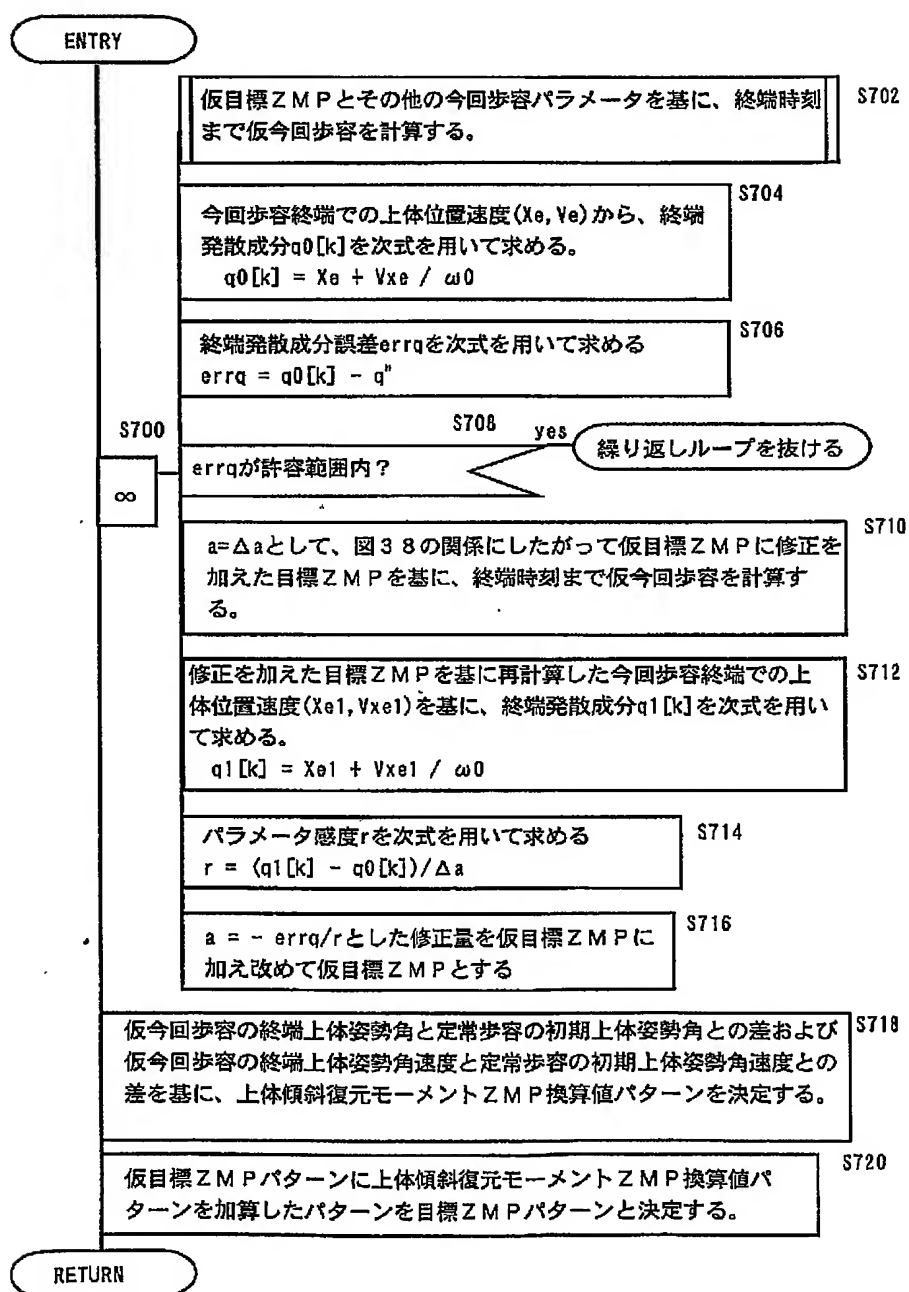 ENTRY
仮目標ZMPとその他の今回歩容パラメータを基に、終端時刻
まで仮今回歩容を計算する。
S702
S704
今回歩容終端での上体位置速度(Xe,Ve)から、終端
発散成分q0[k]を次式を用いて求める。
q0[k] = Xe + Vxe / ω0
S706
終端発散成分誤差errqを次式を用いて求める
errq = q0[k] - q"
S700
∞
S708
errqが許容範囲内?
yes
繰り返しループを抜ける
S710
a=Δaとして、図38の関係にしたがって仮目標ZMPに修正を
加えた目標ZMPを基に、終端時刻まで仮今回歩容を計算す
る。
S712
修正を加えた目標ZMPを基に再計算した今回歩容終端での上
体位置速度(Xe1,Vxe1)を基に、終端発散成分q1[k]を次式を用い
て求める。
q1[k] = Xe1 + Vxe1 / ω0
S714
パラメータ感度rを次式を用いて求める
r = (q1[k] - q0[k])/Δa
S716
a = - errq/rとした修正量を仮目標ZMPに
加え改めて仮目標ZMPとする
S718
仮今回歩容の終端上体姿勢角と定常歩容の初期上体姿勢角との差および
仮今回歩容の終端上体姿勢角速度と定常歩容の初期上体姿勢角速度との
差を基に、上体傾斜復元モーメントZMP換算値パターンを決定する。
S720
仮目標ZMPパターンに上体傾斜復元モーメントZMP換算値パ
ターンを加算したパターンを目標ZMPパターンと決定する。
RETURN